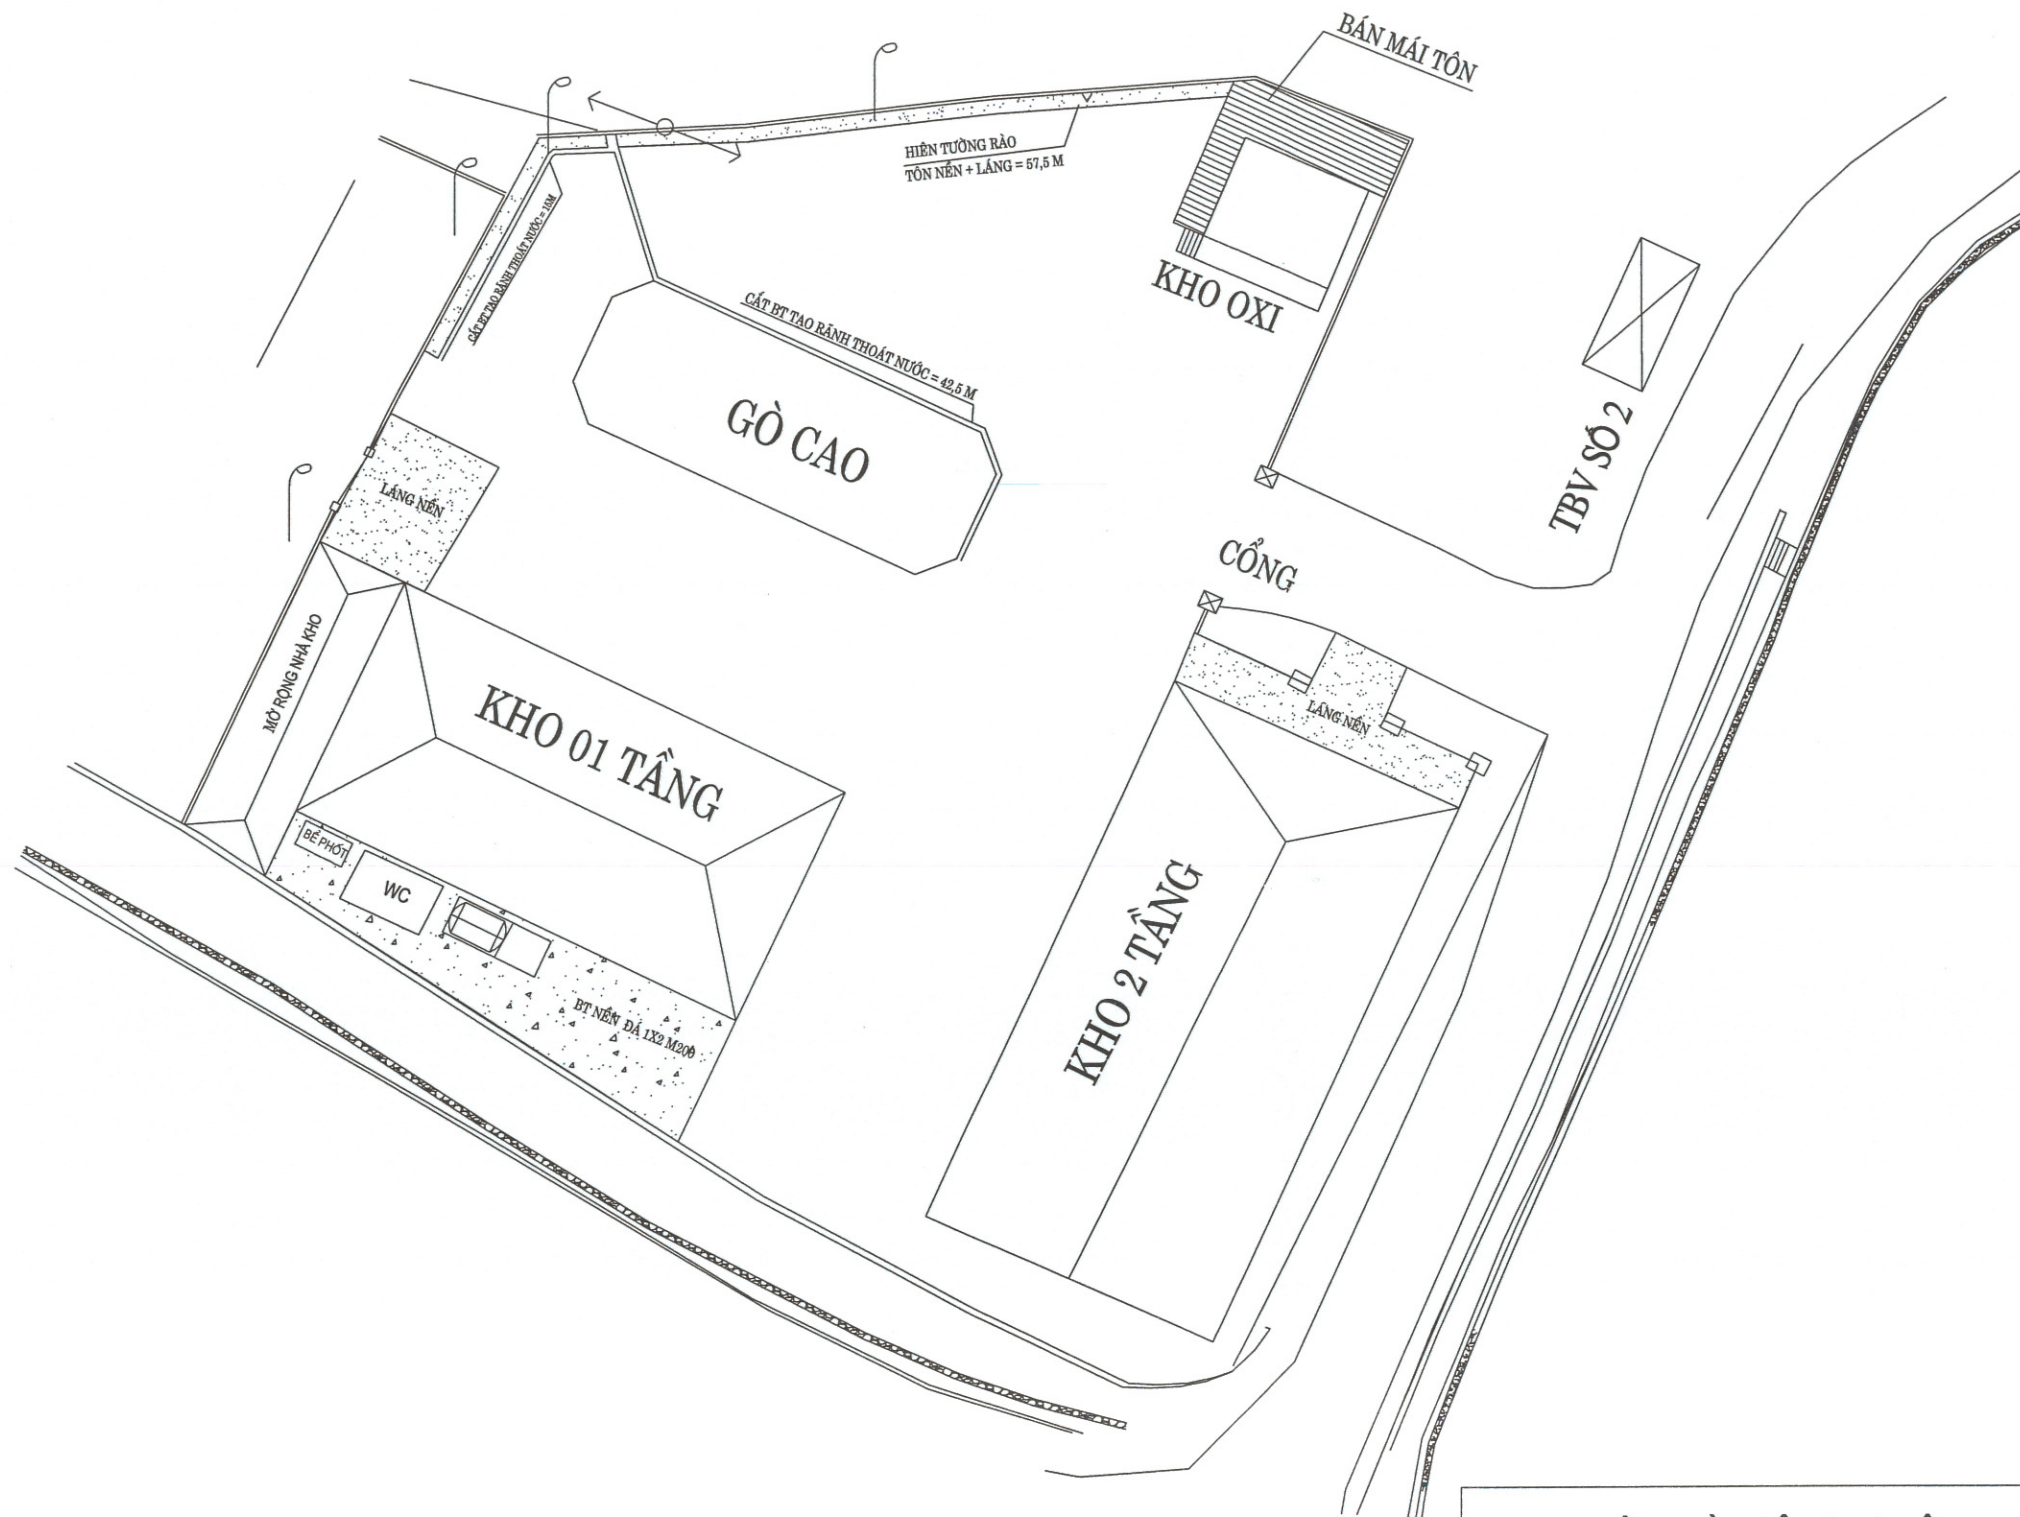 BÁN MÁI TÔN
HIÊN TƯỜNG RÀO
TÔN NỀN + LÁNG = 57,5 M
CẮT BT TẠO RÃNH THOÁT NƯỚC = 15M
KHO OXI
CẮT BT TẠO RÃNH THOÁT NƯỚC = 42,5 M
GÒ CAO
TBV SỐ 2
LÁNG NỀN
CỔNG
MỞ RỘNG NHÀ KHO
KHO 01 TẦNG
LÁNG NỀN
BỂ PHỐT
WC
KHO 2 TẦNG
BT NỀN ĐÁ 1X2 M200